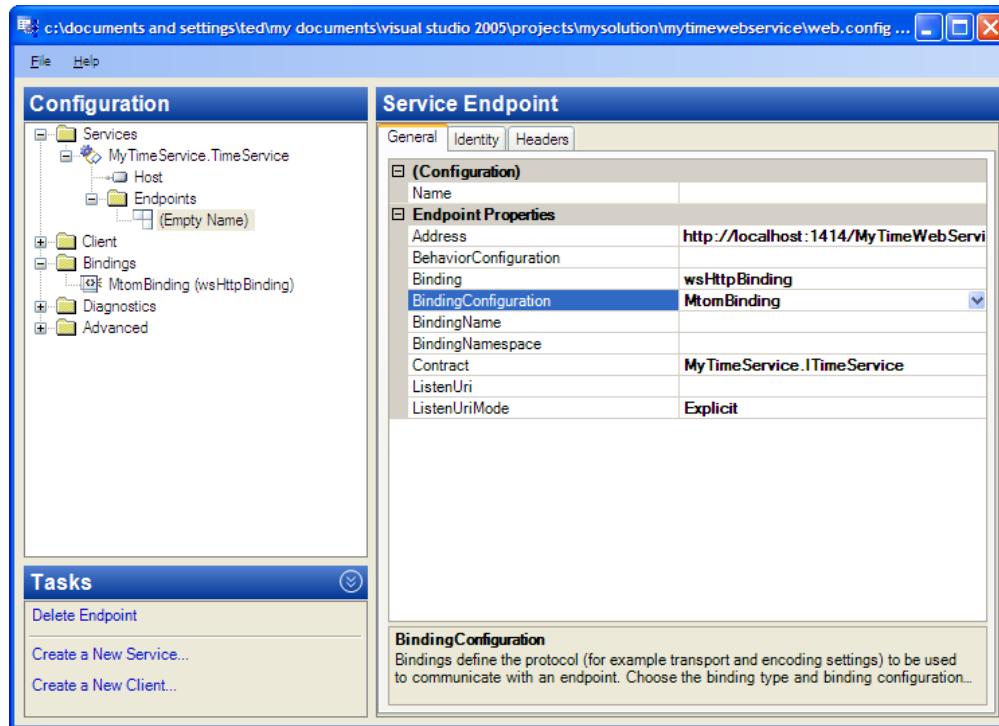 c:\documents and settings\ted\my documents\visual studio 2005\projects\mysolution\mytimewebservice\web.config ...
File Help
Configuration
Services
MyTimeService.TimeService
Host
Endpoints
(Empty Name)
Client
Bindings
MtomBinding (wsHttpBinding)
Diagnostics
Advanced
Tasks
Delete Endpoint
Create a New Service...
Create a New Client...
Service Endpoint
General Identity Headers
(Configuration)
Name
Endpoint Properties
Address http://localhost:1414/MyTimeWebServi
BehaviorConfiguration
Binding wsHttpBinding
BindingConfiguration MtomBinding
BindingName
BindingNamespace
Contract MyTimeService.ITimeService
ListenUri
ListenUriMode Explicit
BindingConfiguration
Bindings define the protocol (for example transport and encoding settings) to be used
to communicate with an endpoint. Choose the binding type and binding configuration...